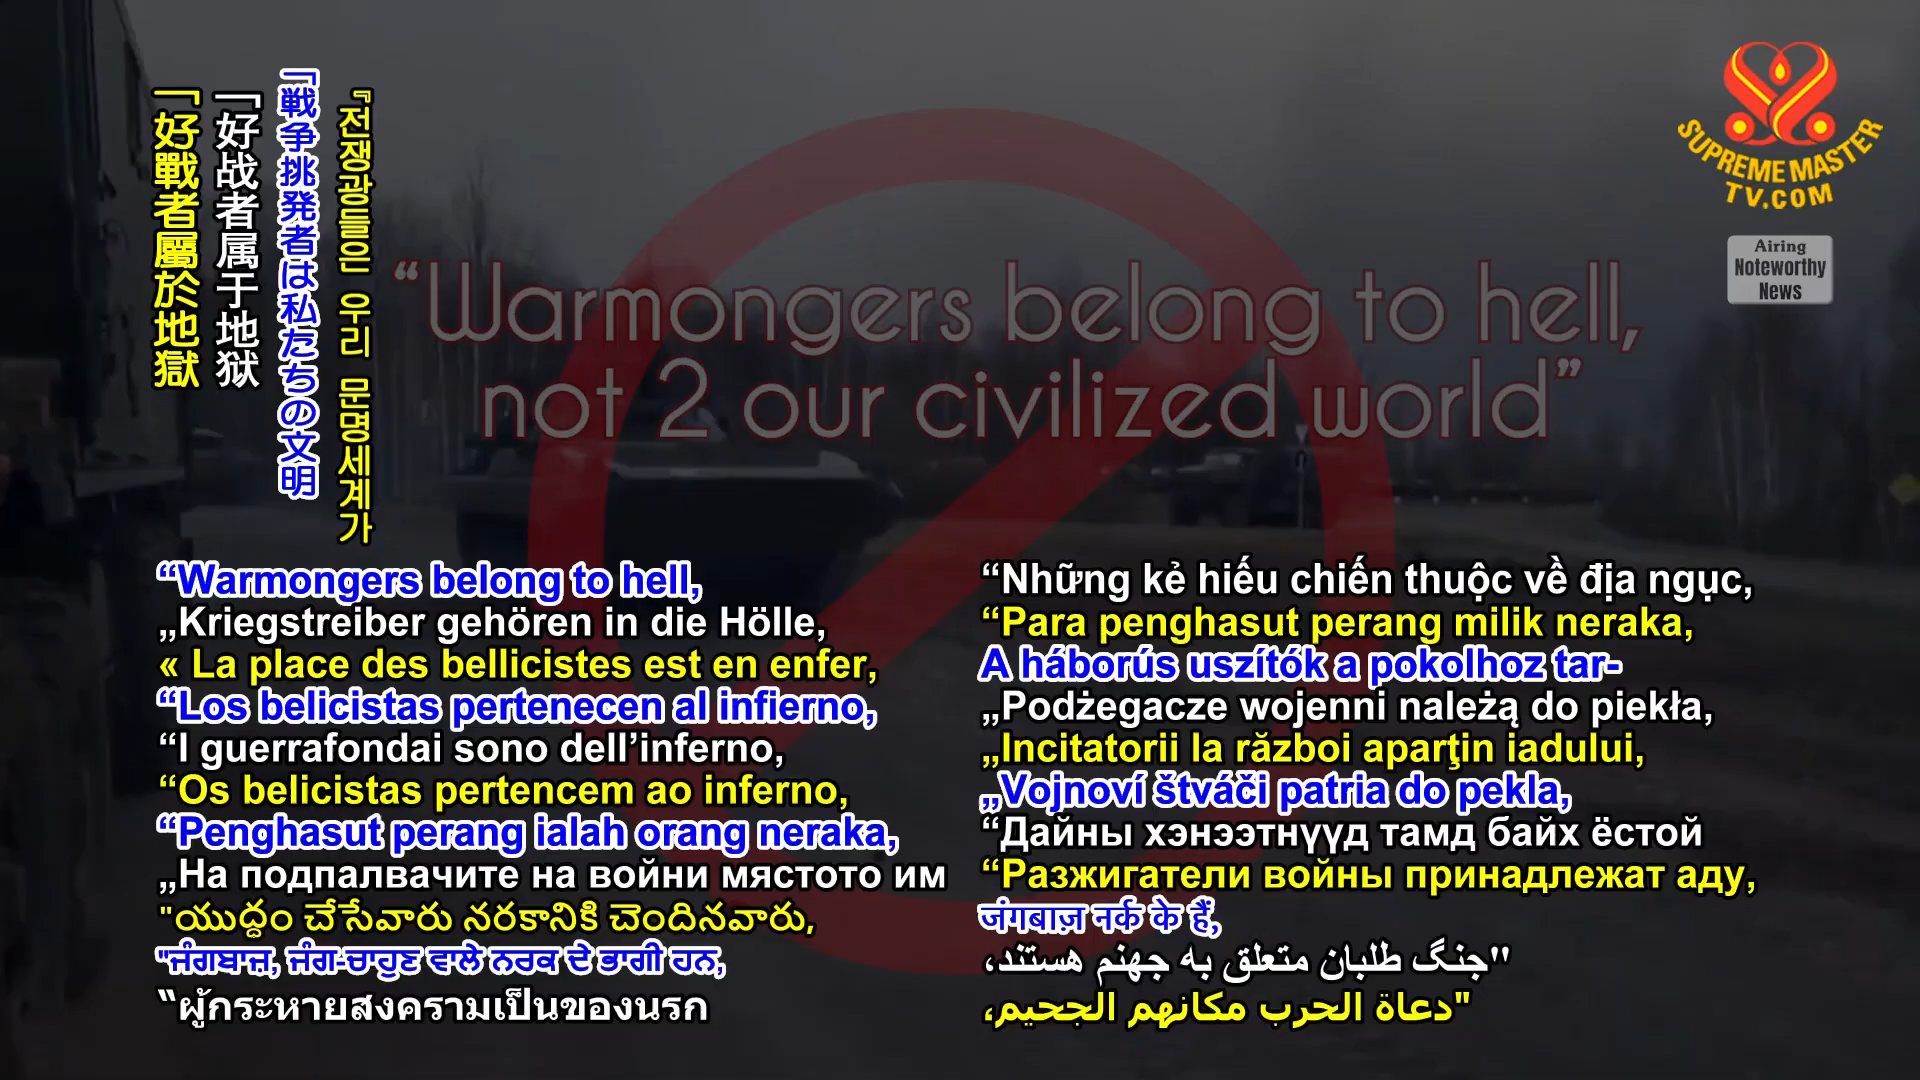 「好戰者屬於地獄
「好战者属于地狱
「戦争挑発者は私たちの文明
『전쟁광들은 우리 문명세계가
SUPREME MASTER
TV.COM
Airing
Noteworthy
News
“Warmongers belong to hell,
not 2 our civilized world”
“Warmongers belong to hell,
„Kriegstreiber gehören in die Hölle,
« La place des bellicistes est en enfer,
“Los belicistas pertenecen al infierno,
“I guerrafondai sono dell’inferno,
“Os belicistas pertencem ao inferno,
“Penghasut perang ialah orang neraka,
„На подпалвачите на войни мястото им
"యుద్ధం చేసేవారు నరకానికి చెందినవారు,
"ਜੰਗਬਾਜ਼, ਜੰਗ-ਚਾਹੁਣ ਵਾਲੇ ਨਰਕ ਦੇ ਭਾਗੀ ਹਨ,
“ผู้กระหายสงครามเป็นของนรก
“Những kẻ hiếu chiến thuộc về địa ngục,
“Para penghasut perang milik neraka,
A háborús uszítók a pokolhoz tar-
„Podżegacze wojenni należą do piekła,
„Incitatorii la război aparţin iadului,
„Vojnoví štváči patria do pekla,
“Дайны хэнээтнүүд тамд байх ёстой
“Разжигатели войны принадлежат аду,
जंगबाज़ नर्क के हैं,
"جنگ طلبان متعلق به جهنم هستند،
"دعاة الحرب مكانهم الجحيم،